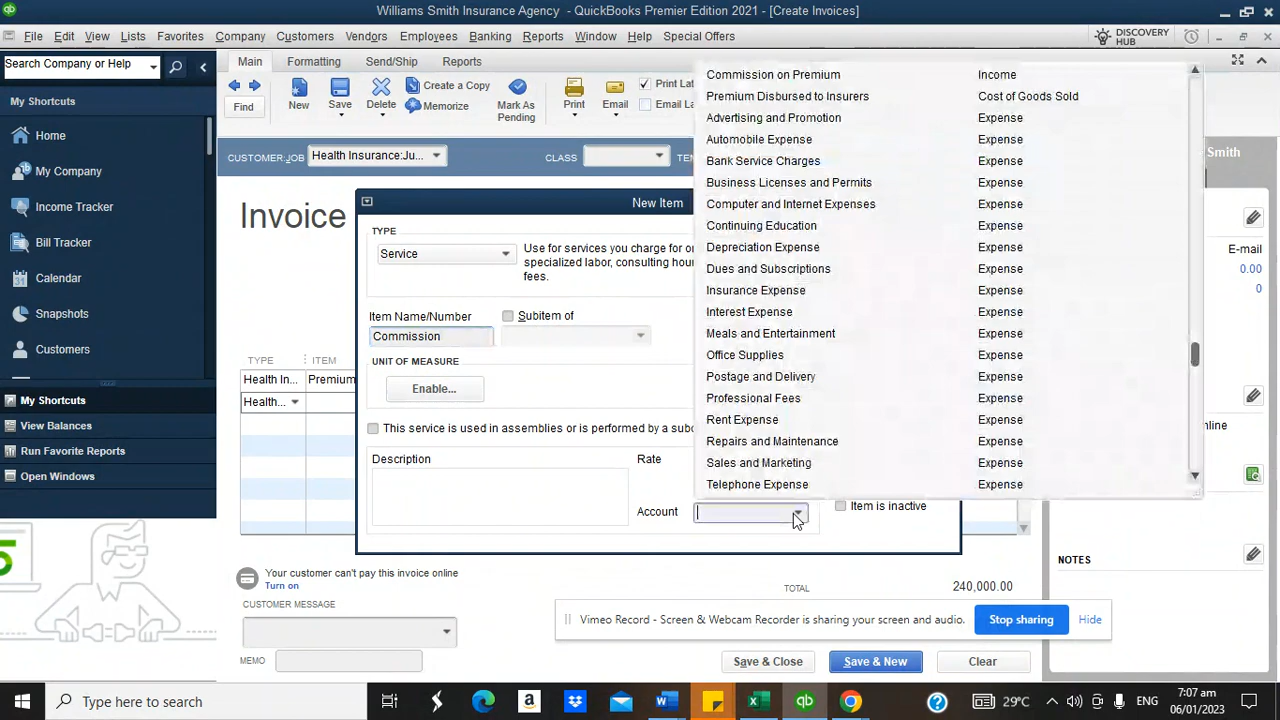 Williams Smith Insurance Agency - QuickBooks Premier Edition 2021 - [Create Invoices]
File Edit View Lists Favorites Company Customers Vendors Employees Banking Reports Window Help Special Offers
DISCOVERY HUB
Search Company or Help
My Shortcuts
Home
My Company
Income Tracker
Bill Tracker
Calendar
Snapshots
Customers
My Shortcuts
View Balances
Run Favorite Reports
Open Windows
5
Main Formatting Send/Ship Reports
Find
New
Save
Delete
Create a Copy
Memorize
Mark As
Pending
Print
Email
Print Lat
Email La
CUSTOMER:JOB Health Insurance:Ju... CLASS TEM
Invoice
TYPE ITEM
Health In... Premium
Health...
New Item
TYPE
Service
Use for services you charge for or
specialized labor, consulting hour
fees.
Item Name/Number
Subitem of
Commission
UNIT OF MEASURE
Enable...
This service is used in assemblies or is performed by a subc
Description
Rate
Account
Item is inactive
Commission on Premium Income
Premium Disbursed to Insurers Cost of Goods Sold
Advertising and Promotion Expense
Automobile Expense Expense
Bank Service Charges Expense
Business Licenses and Permits Expense
Computer and Internet Expenses Expense
Continuing Education Expense
Depreciation Expense Expense
Dues and Subscriptions Expense
Insurance Expense Expense
Interest Expense Expense
Meals and Entertainment Expense
Office Supplies Expense
Postage and Delivery Expense
Professional Fees Expense
Rent Expense Expense
Repairs and Maintenance Expense
Sales and Marketing Expense
Telephone Expense Expense
Smith
E-mail
0.00
0
online
NOTES
Your customer can't pay this invoice online
Turn on
CUSTOMER MESSAGE
MEMO
TOTAL 240,000.00
Vimeo Record - Screen & Webcam Recorder is sharing your screen and audio.
Stop sharing
Hide
Save & Close
Save & New
Clear
Type here to search
29°C
ENG
7:07 am
06/01/2023